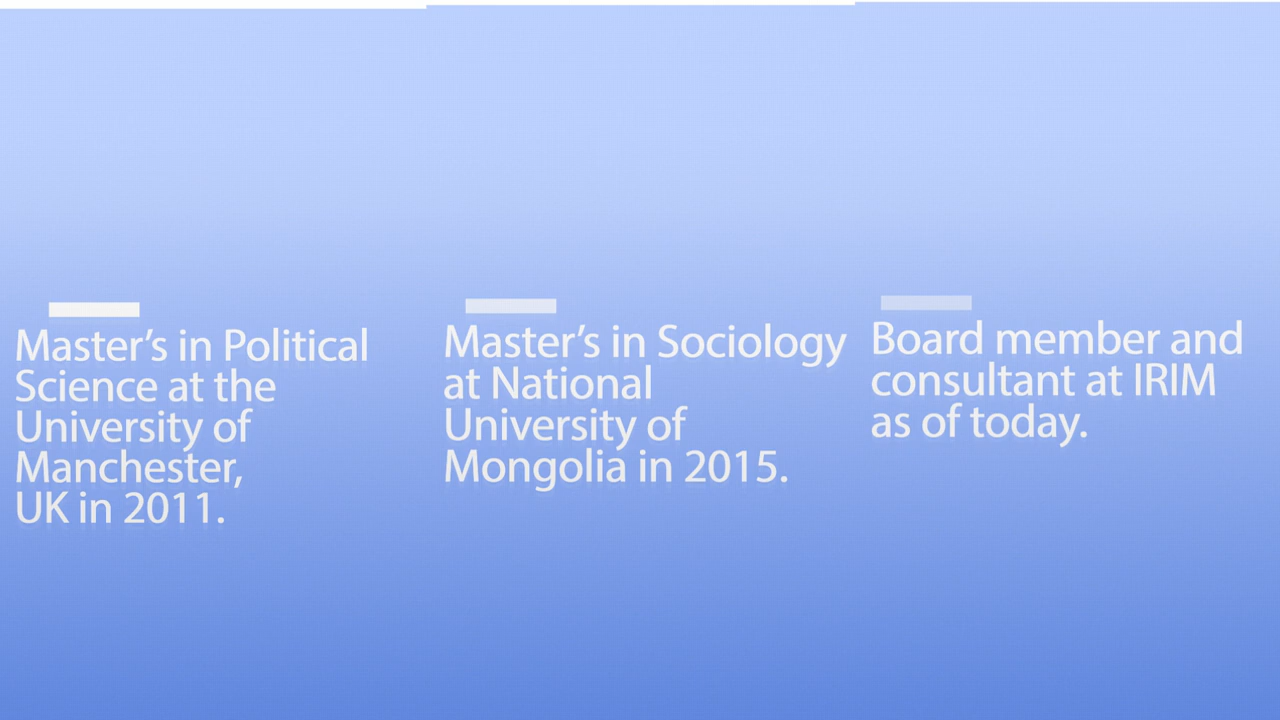 Master’s in Political
Science at the
University of
Manchester,
UK in 2011.
Master’s in Sociology
at National
University of
Mongolia in 2015.
Board member and
consultant at IRIM
as of today.